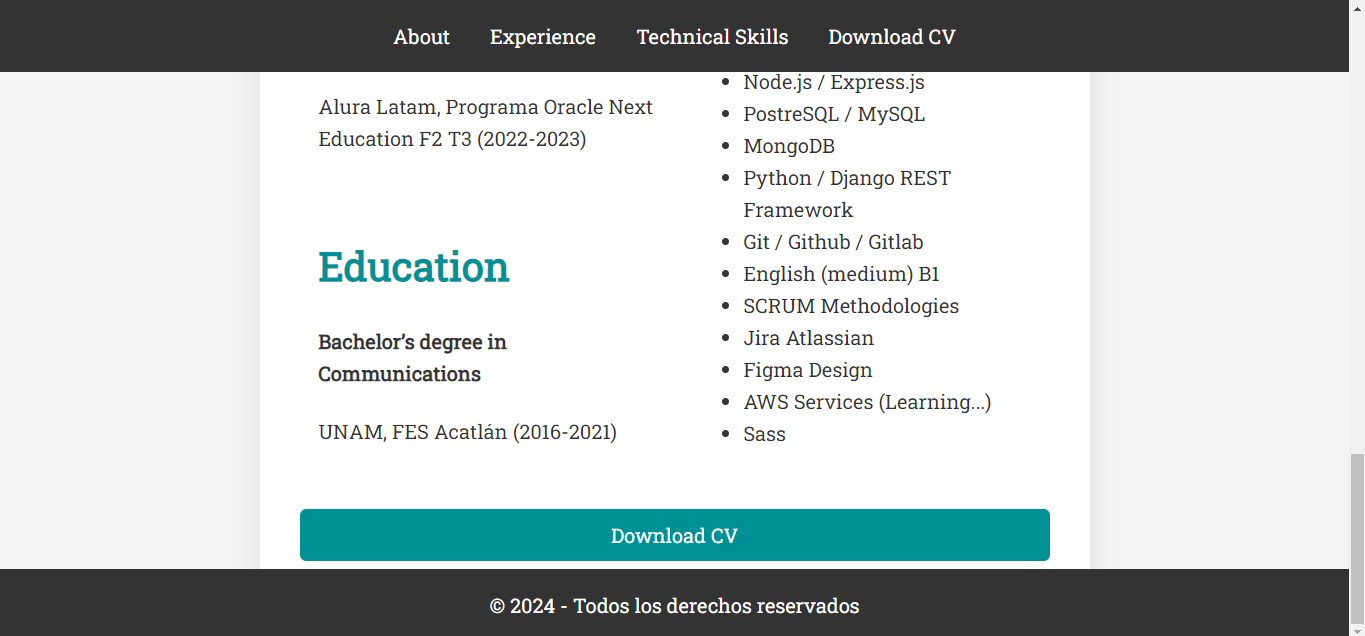 About Experience Technical Skills Download CV
Alura Latam, Programa Oracle Next
Education F2 T3 (2022-2023)
Education
Bachelor's degree in
Communications
UNAM, FES Acatlán (2016-2021)
Node.js / Express.js
PostreSQL / MySQL
MongoDB
Python / Django REST
Framework
Git / Github / Gitlab
English (medium) B1
SCRUM Methodologies
Jira Atlassian
Figma Design
AWS Services (Learning...)
Sass
Download CV
© 2024 - Todos los derechos reservados